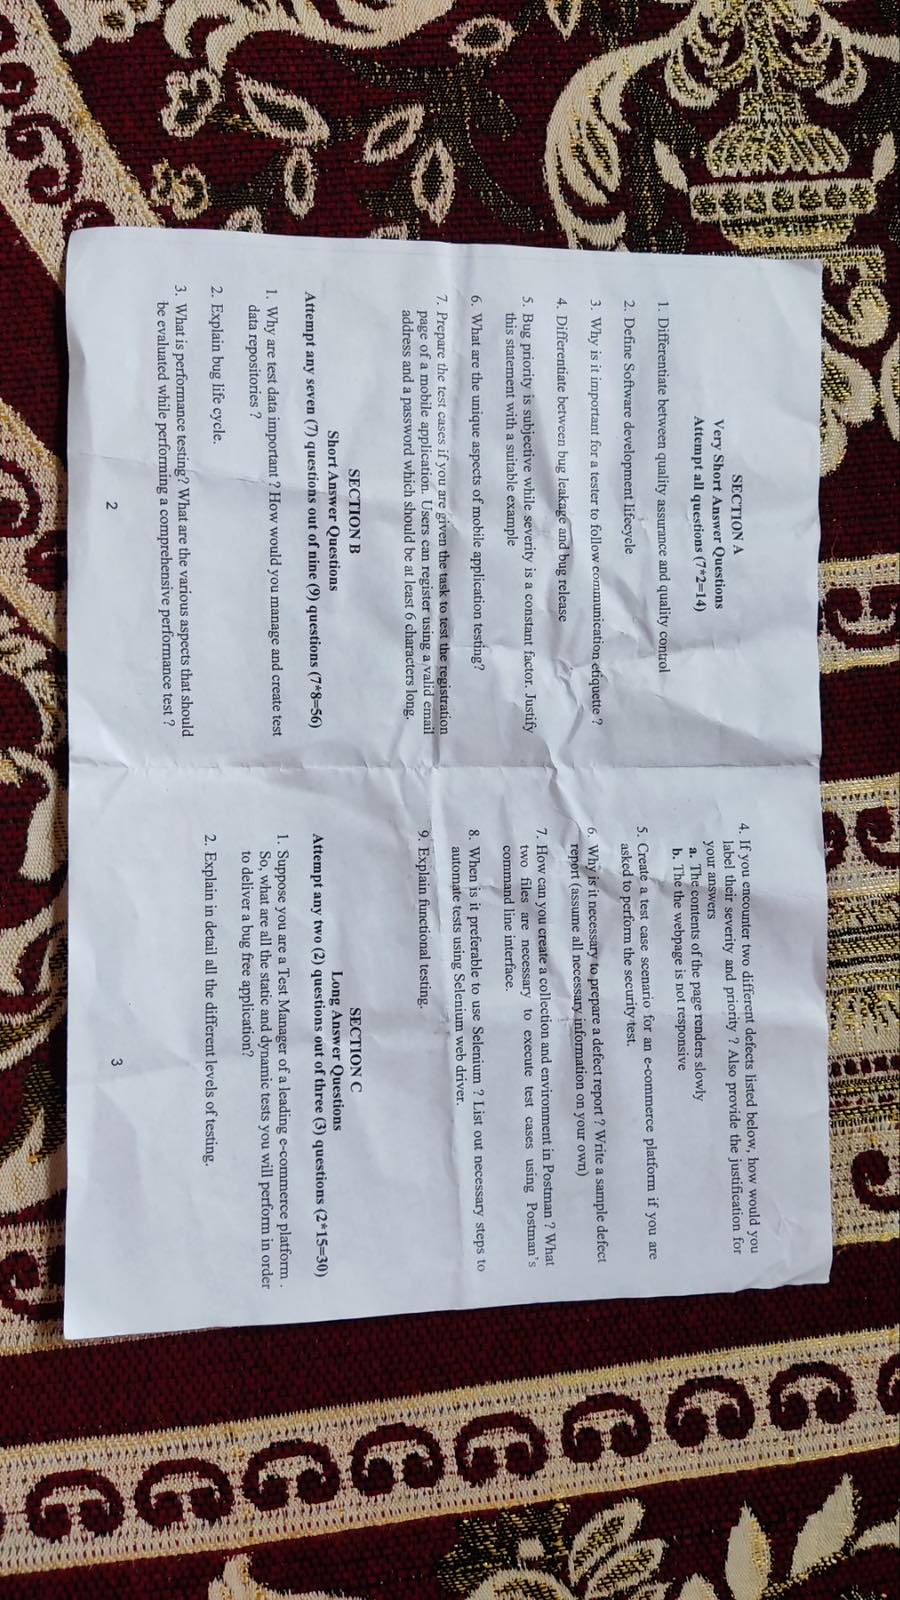 SECTION A
Very Short Answer Questions
Attempt all questions (7*2=14)
1. Differentiate between quality assurance and quality control
2. Define Software development lifecycle
3. Why is it important for a tester to follow communication etiquette ?
4. Differentiate between bug leakage and bug release
5. Bug priority is subjective while severity is a constant factor. Justify
this statement with a suitable example
6. What are the unique aspects of mobile application testing?
7. Prepare the test cases if you are given the task to test the registration
page of a mobile application. Users can register using a valid email
address and a password which should be at least 6 characters long.
SECTION B
Short Answer Questions
Attempt any seven (7) questions out of nine (9) questions (7*8=56)
1. Why are test data important ? How would you manage and create test
data repositories ?
2. Explain bug life cycle.
3. What is performance testing? What are the various aspects that should
be evaluated while performing a comprehensive performance test ?
2
4. If you encounter two different defects listed below, how would you
label their severity and priority ? Also provide the justification for
your answers
a. The contents of the page renders slowly
b. The the webpage is not responsive
5. Create a test case scenario for an e-commerce platform if you are
asked to perform the security test.
6. Why is it necessary to prepare a defect report ? Write a sample defect
report (assume all necessary information on your own)
7. How can you create a collection and environment in Postman ? What
two files are necessary to execute test cases using Postman's
command line interface.
8. When is it preferable to use Selenium ? List out necessary steps to
automate tests using Selenium web driver.
9. Explain functional testing.
SECTION C
Long Answer Questions
Attempt any two (2) questions out of three (3) questions (2*15=30)
1. Suppose you are a Test Manager of a leading e-commerce platform .
So, what are all the static and dynamic tests you will perform in order
to deliver a bug free application?
2. Explain in detail all the different levels of testing.
3